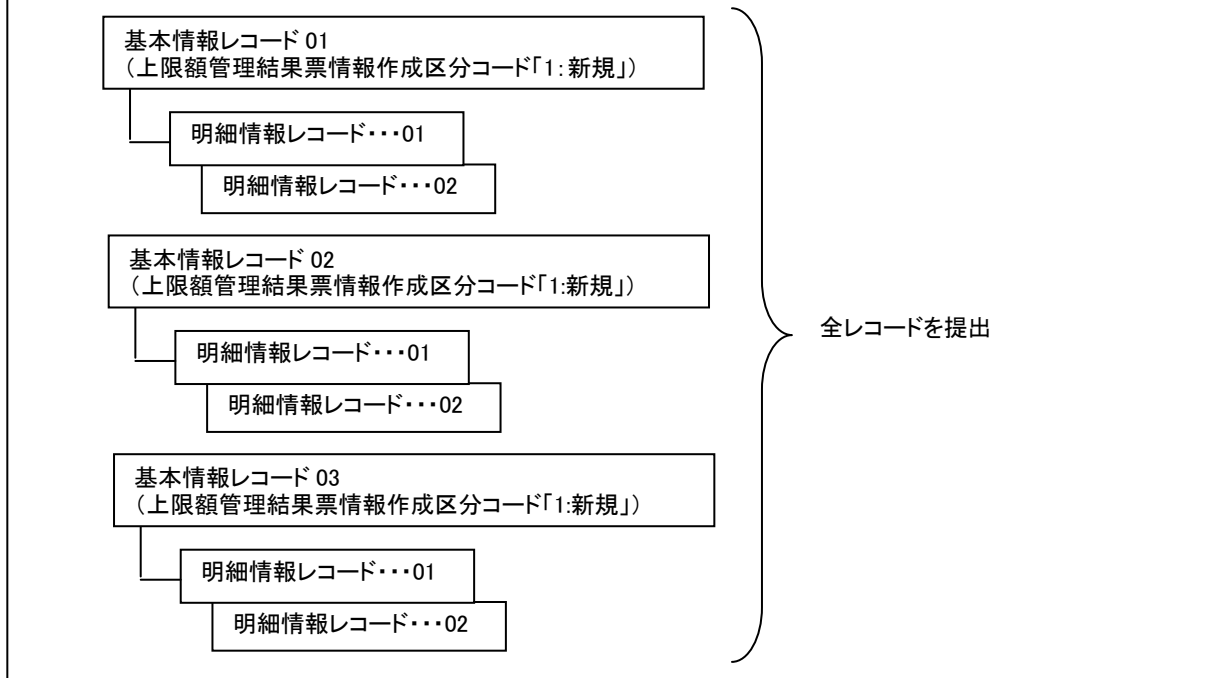 基本情報レコード 01
（上限額管理結果票情報作成区分コード「1:新規」）
明細情報レコード・・・01
明細情報レコード・・・02
基本情報レコード 02
（上限額管理結果票情報作成区分コード「1:新規」）
明細情報レコード・・・01
明細情報レコード・・・02
基本情報レコード 03
（上限額管理結果票情報作成区分コード「1:新規」）
明細情報レコード・・・01
明細情報レコード・・・02
全レコードを提出